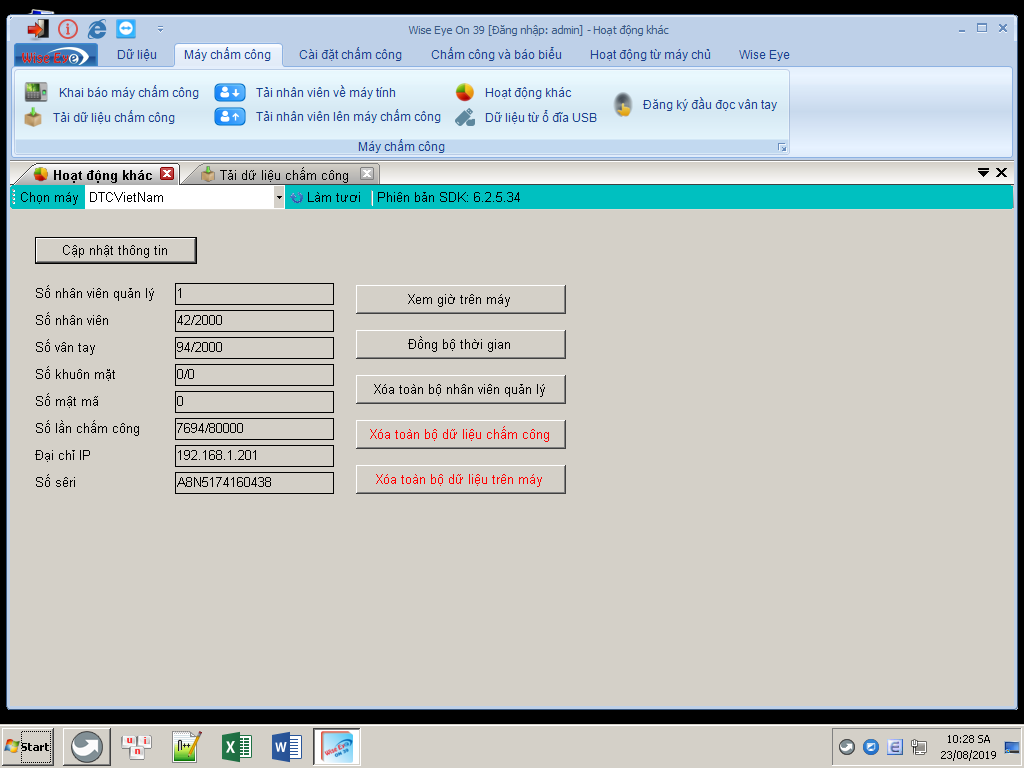 Wise Eye On 39 [Đăng nhập: admin] - Hoạt động khác
Wise Eye
Dữ liệu
Máy chấm công
Cài đặt chấm công
Chấm công và báo biểu
Hoạt động từ máy chủ
Wise Eye
Khai báo máy chấm công
Tải nhân viên về máy tính
Hoạt động khác
Đăng ký đầu đọc vân tay
Tải dữ liệu chấm công
Tải nhân viên lên máy chấm công
Dữ liệu từ ổ đĩa USB
Máy chấm công
Hoạt động khác
Tải dữ liệu chấm công
Chọn máy DTCVietNam Làm tươi Phiên bản SDK: 6.2.5.34
Cập nhật thông tin
Số nhân viên quản lý 1
Xem giờ trên máy
Số nhân viên 42/2000
Số vân tay 94/2000
Đồng bộ thời gian
Số khuôn mặt 0/0
Xóa toàn bộ nhân viên quản lý
Số mật mã 0
Số lần chấm công 7694/80000
Xóa toàn bộ dữ liệu chấm công
Đại chỉ IP 192.168.1.201
Số sêri A8N5174160438
Xóa toàn bộ dữ liệu trên máy
Start
10:28 SA
23/08/2019